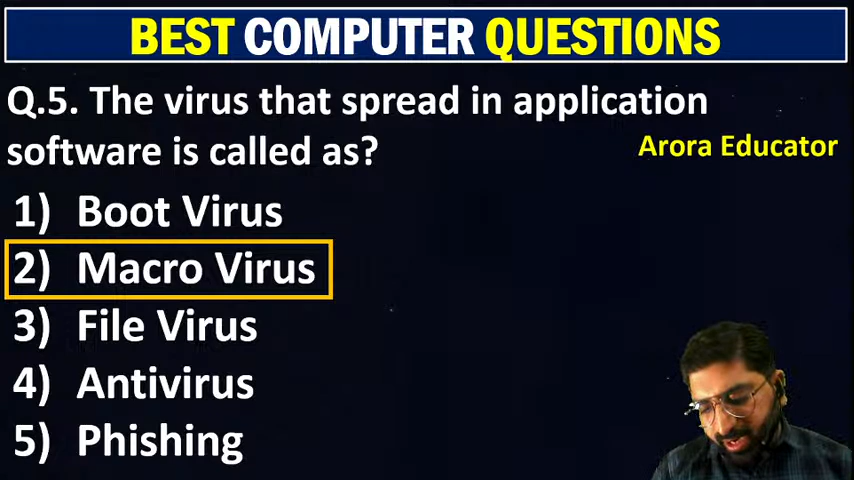 BEST COMPUTER QUESTIONS
Q.5. The virus that spread in application
software is called as?
Arora Educator
1) Boot Virus
2) Macro Virus
3) File Virus
4) Antivirus
5) Phishing